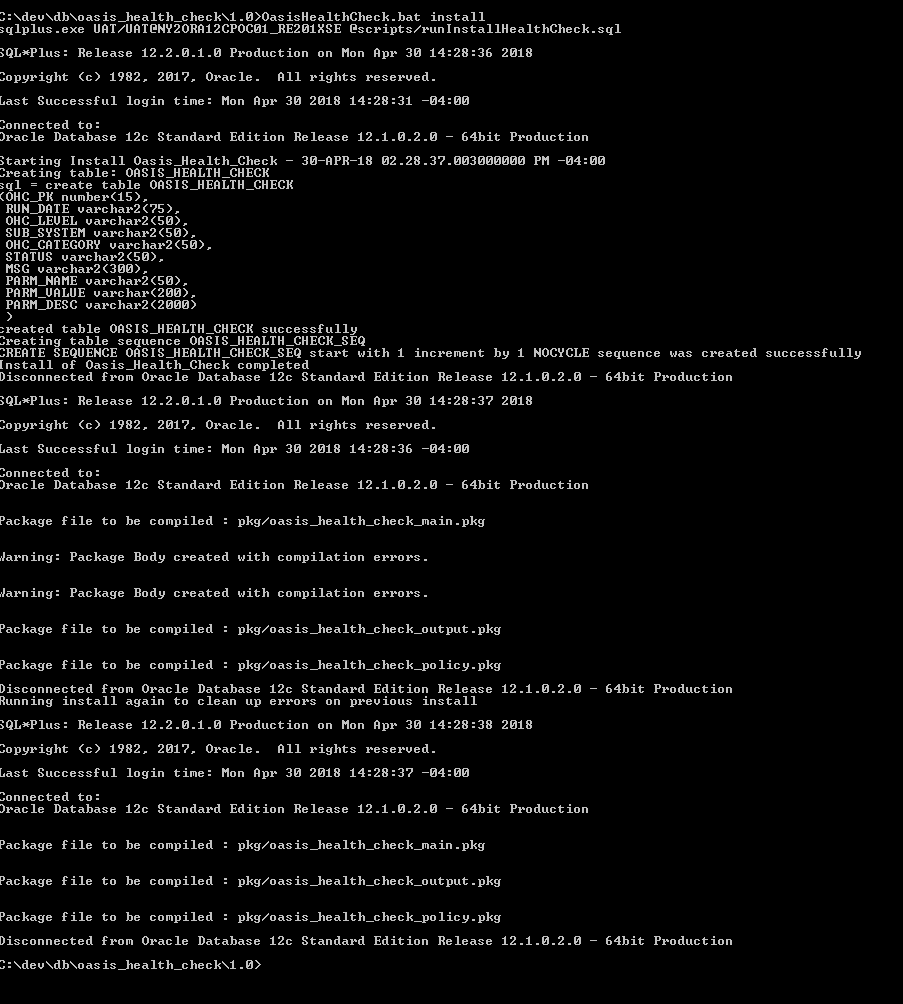 C:\dev\db\oasis_health_check\1.0>OasisHealthCheck.bat install
sqlplus.exe UAT/UAT@NY2ORA12CPOC01_RE201XSE @scripts/runInstallHealthCheck.sql
SQL*Plus: Release 12.2.0.1.0 Production on Mon Apr 30 14:28:36 2018
Copyright (c) 1982, 2017, Oracle.  All rights reserved.
Last Successful login time: Mon Apr 30 2018 14:28:31 -04:00
Connected to:
Oracle Database 12c Standard Edition Release 12.1.0.2.0 - 64bit Production
Starting Install Oasis_Health_Check - 30-APR-18 02.28.37.003000000 PM -04:00
Creating table: OASIS_HEALTH_CHECK
sql = create table OASIS_HEALTH_CHECK
(OHC_PK number(15),
RUN_DATE varchar2(75),
OHC_LEVEL varchar2(50),
SUB_SYSTEM varchar2(50),
OHC_CATEGORY varchar2(50),
STATUS varchar2(50),
MSG varchar2(300),
PARM_NAME varchar2(50),
PARM_VALUE varchar(200),
PARM_DESC varchar2(2000)
)
created table OASIS_HEALTH_CHECK successfully
Creating table sequence OASIS_HEALTH_CHECK_SEQ
CREATE SEQUENCE OASIS_HEALTH_CHECK_SEQ start with 1 increment by 1 NOCYCLE sequence was created successfully
Install of Oasis_Health_Check completed
Disconnected from Oracle Database 12c Standard Edition Release 12.1.0.2.0 - 64bit Production
SQL*Plus: Release 12.2.0.1.0 Production on Mon Apr 30 14:28:37 2018
Copyright (c) 1982, 2017, Oracle.  All rights reserved.
Last Successful login time: Mon Apr 30 2018 14:28:36 -04:00
Connected to:
Oracle Database 12c Standard Edition Release 12.1.0.2.0 - 64bit Production
Package file to be compiled : pkg/oasis_health_check_main.pkg
Warning: Package Body created with compilation errors.
Warning: Package Body created with compilation errors.
Package file to be compiled : pkg/oasis_health_check_output.pkg
Package file to be compiled : pkg/oasis_health_check_policy.pkg
Disconnected from Oracle Database 12c Standard Edition Release 12.1.0.2.0 - 64bit Production
Running install again to clean up errors on previous install
SQL*Plus: Release 12.2.0.1.0 Production on Mon Apr 30 14:28:38 2018
Copyright (c) 1982, 2017, Oracle.  All rights reserved.
Last Successful login time: Mon Apr 30 2018 14:28:37 -04:00
Connected to:
Oracle Database 12c Standard Edition Release 12.1.0.2.0 - 64bit Production
Package file to be compiled : pkg/oasis_health_check_main.pkg
Package file to be compiled : pkg/oasis_health_check_output.pkg
Package file to be compiled : pkg/oasis_health_check_policy.pkg
Disconnected from Oracle Database 12c Standard Edition Release 12.1.0.2.0 - 64bit Production
C:\dev\db\oasis_health_check\1.0>